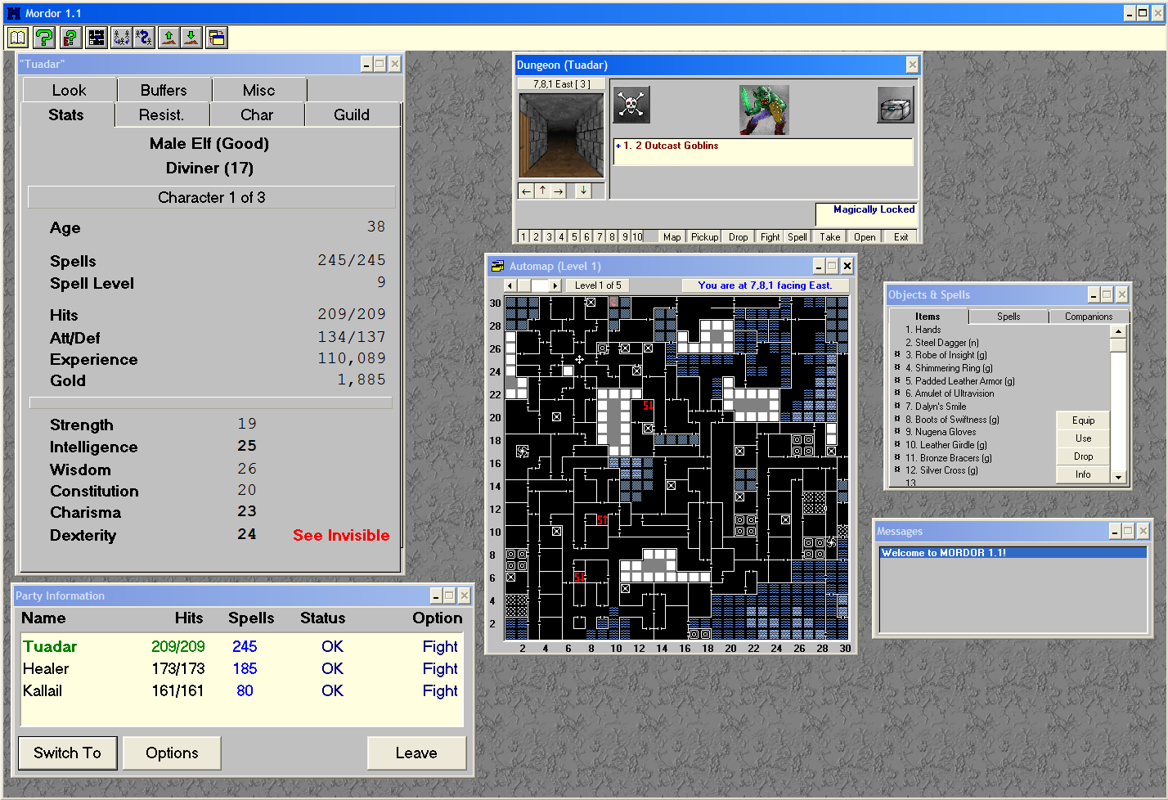 Mordor 1.1
"Tuadar"
Look Buffers Misc
Stats Resist. Char Guild
Male Elf (Good)
Diviner (17)
Character 1 of 3
Age 38
Spells 245/245
Spell Level 9
Hits 209/209
Att/Def 134/137
Experience 110,089
Gold 1,885
Strength 19
Intelligence 25
Wisdom 26
Constitution 20
Charisma 23
Dexterity 24 See Invisible
Party Information
Name Hits Spells Status Option
Tuadar 209/209 245 OK Fight
Healer 173/173 185 OK Fight
Kallail 161/161 80 OK Fight
Switch To Options Leave
Dungeon (Tuadar)
7,8,1 East [ 3 ]
+ 1. 2 Outcast Goblins
Magically Locked
1 2 3 4 5 6 7 8 9 10 Map Pickup Drop Fight Spell Take Open Exit
Automap (Level 1)
Level 1 of 5 You are at 7,8,1 facing East.
30
28
26
24
22
20
18
16
14
12
10
8
6
4
2
2 4 6 8 10 12 14 16 18 20 22 24 26 28 30
Objects & Spells
Items Spells Companions
1. Hands
2. Steel Dagger (n)
3. Robe of Insight (g)
4. Shimmering Ring (g)
5. Padded Leather Armor (g)
6. Amulet of Ultravision
7. Dalyn's Smile
8. Boots of Swiftness (g)
9. Nugena Gloves
10. Leather Girdle (g)
11. Bronze Bracers (g)
12. Silver Cross (g)
13
Equip
Use
Drop
Info
Messages
Welcome to MORDOR 1.1!